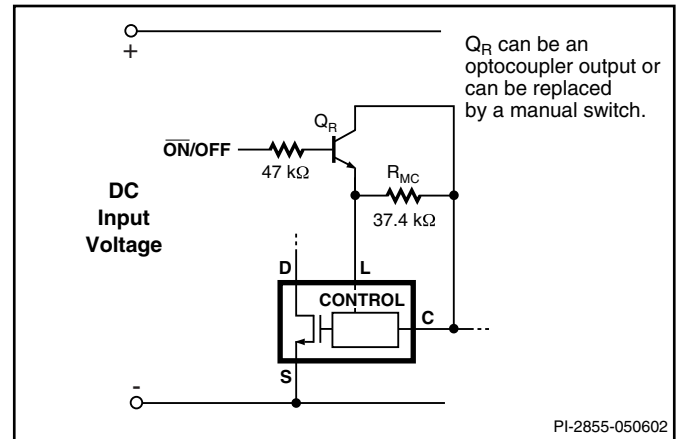 +
Q_R can be an
optocoupler output or
can be replaced
by a manual switch.
Q_R
ON/OFF
47 kΩ
R_MC
37.4 kΩ
DC
Input
Voltage
D
L
CONTROL
C
S
-
PI-2855-050602